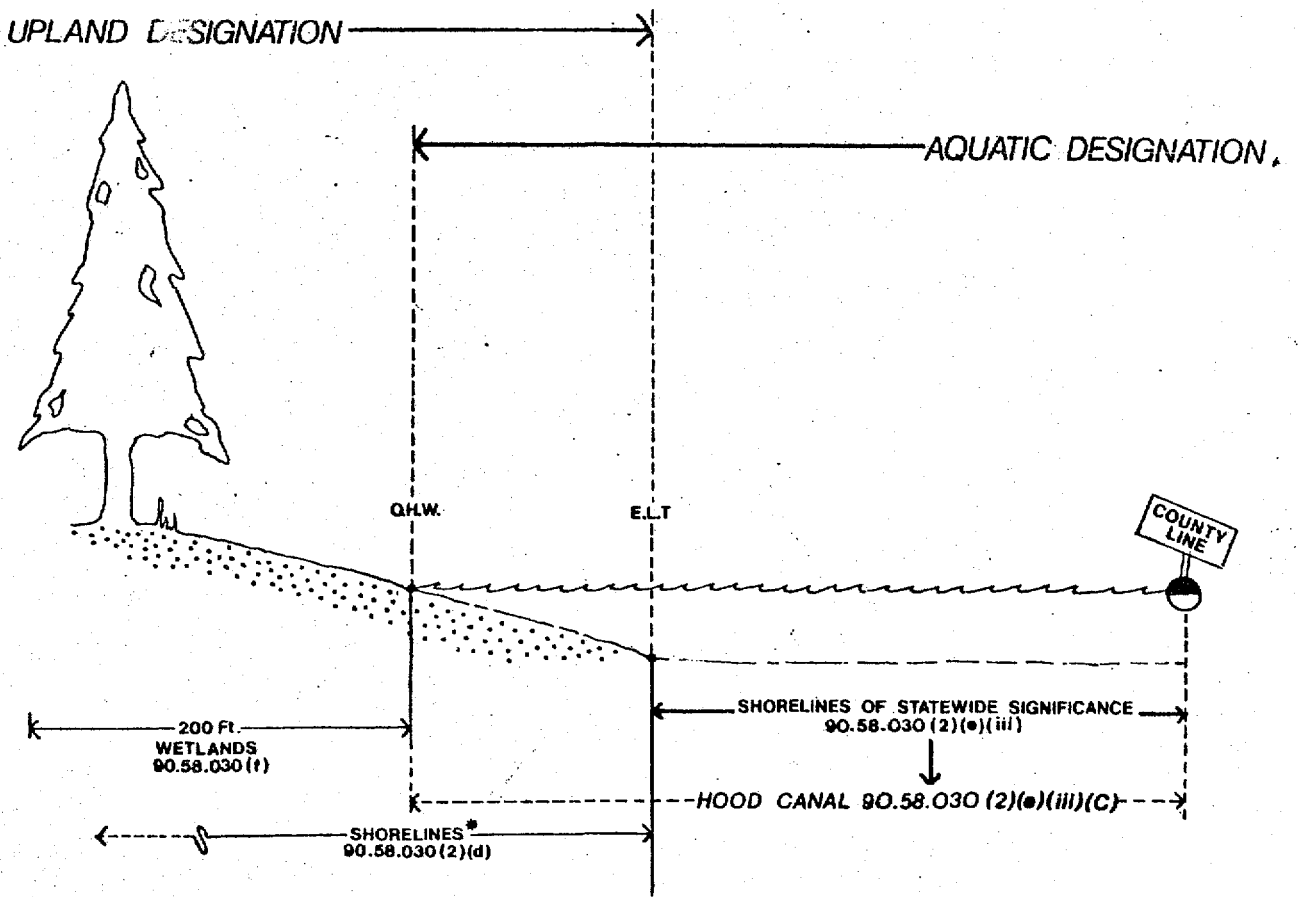 UPLAND DESIGNATION
AQUATIC DESIGNATION
O.H.W.
E.L.T
COUNTY
LINE
200 Ft.
WETLANDS
90.58.030 (f)
SHORELINES OF STATEWIDE SIGNIFICANCE
90.58.030 (2)(e)(iii)
HOOD CANAL 90.58.030 (2)(e)(iii)(C)
SHORELINES*
90.58.030 (2)(d)